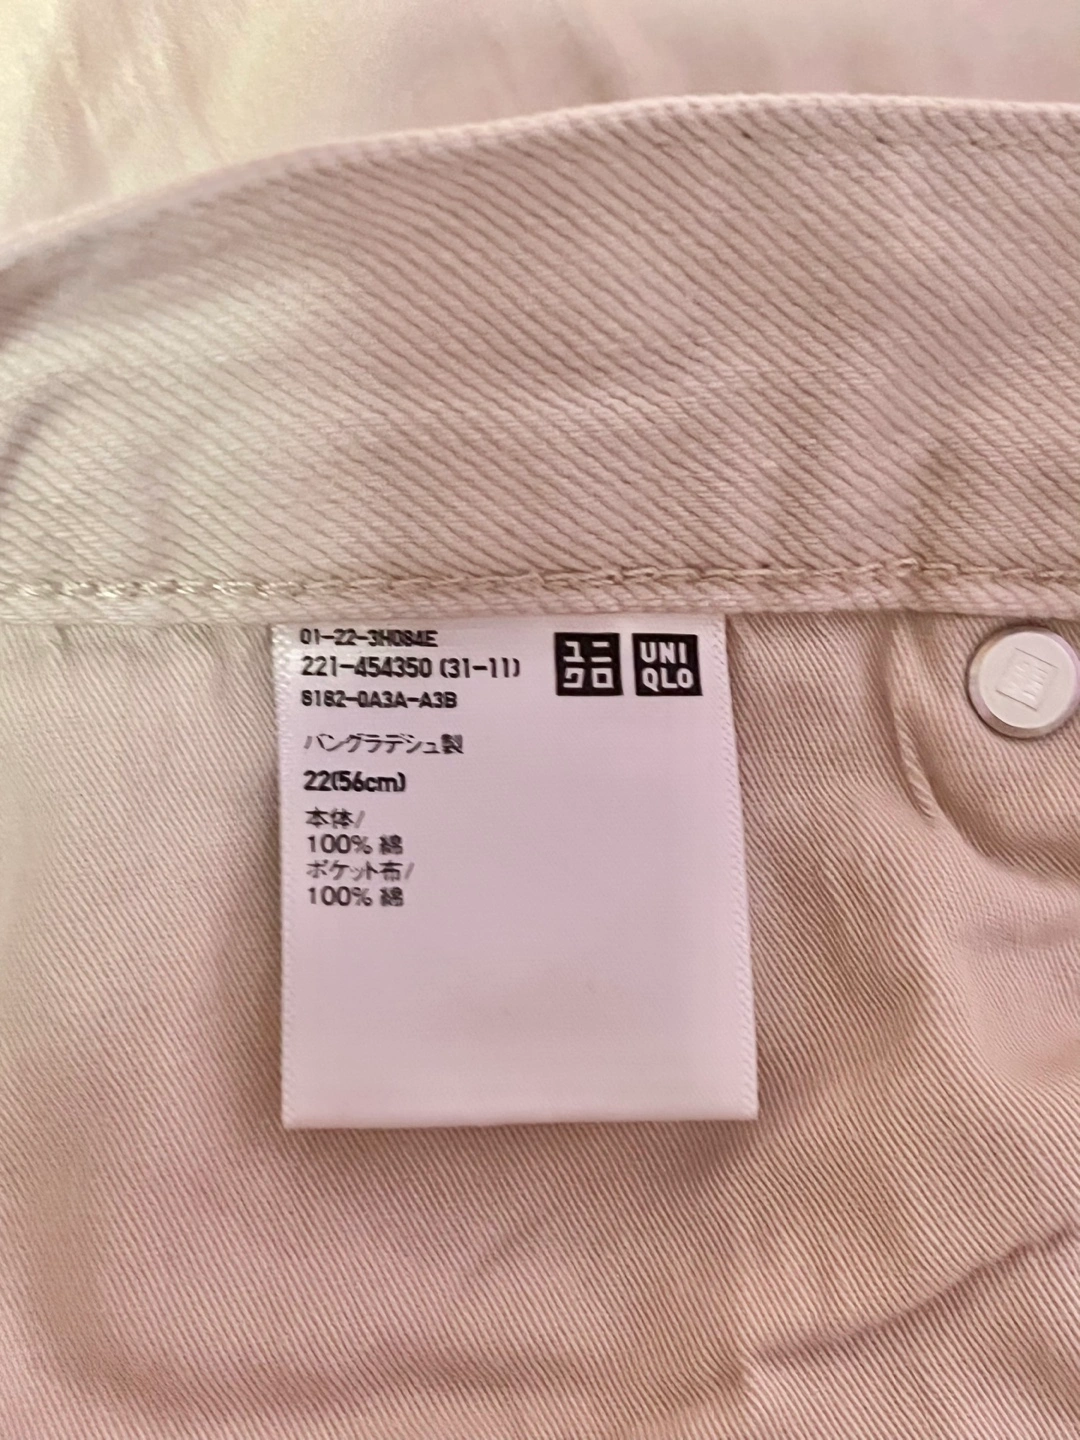 01-22-3H084E
221-454350 (31-11)
8182-0A3A-A3B
ユニ
クロ
UNI
QLO
バングラデシュ製
22(56cm)
本体/
100% 綿
ポケット布/
100% 綿